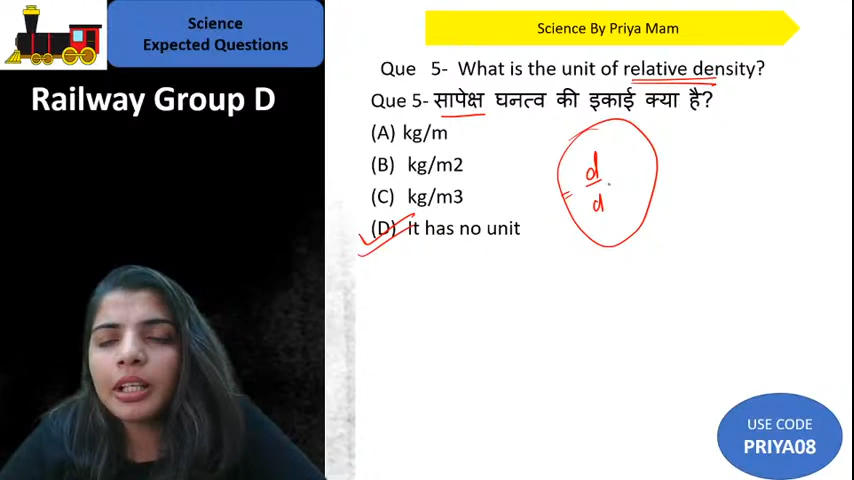 Science
Expected Questions
Science By Priya Mam
Railway Group D
Que 5- What is the unit of relative density?
Que 5- सापेक्ष घनत्व की इकाई क्या है?
(A) kg/m
(B) kg/m2
(C) kg/m3
(D) It has no unit
= d/d
USE CODE
PRIYA08